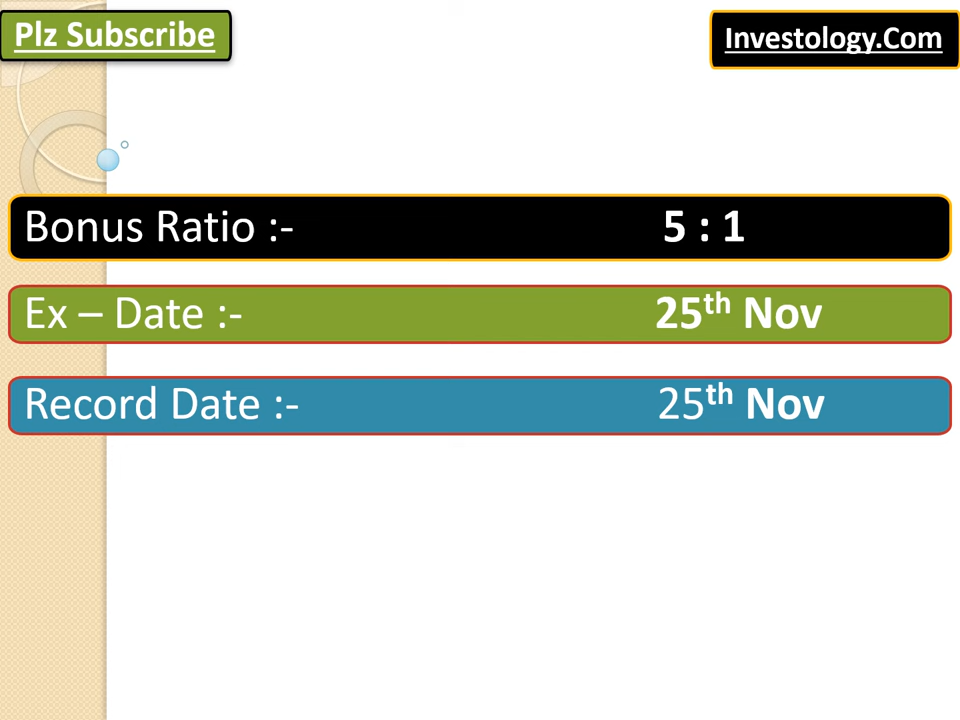 Plz Subscribe
Investology.Com
Bonus Ratio :- 5 : 1
Ex – Date :- 25th Nov
Record Date :- 25th Nov